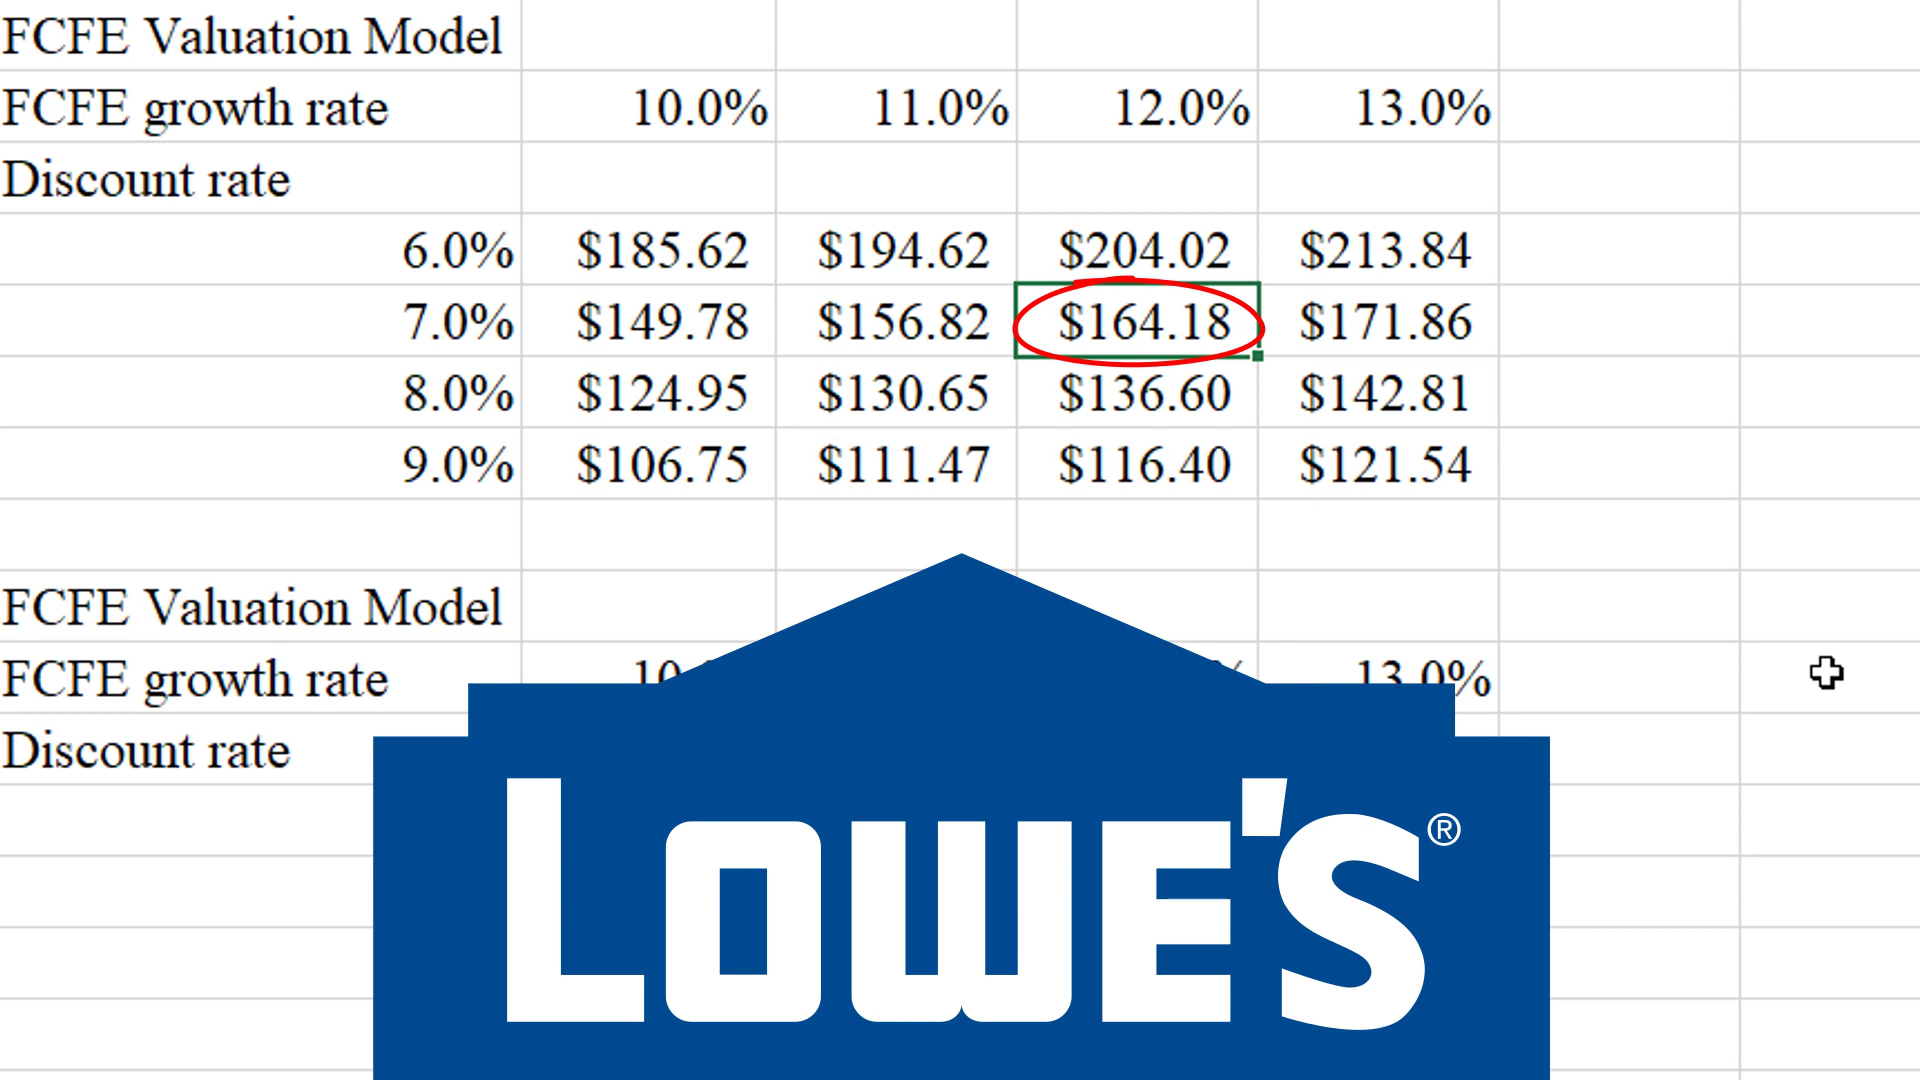 FCFE Valuation Model
FCFE growth rate 10.0% 11.0% 12.0% 13.0%
Discount rate
6.0% $185.62 $194.62 $204.02 $213.84
7.0% $149.78 $156.82 $164.18 $171.86
8.0% $124.95 $130.65 $136.60 $142.81
9.0% $106.75 $111.47 $116.40 $121.54
FCFE Valuation Model
FCFE growth rate 13.0%
Discount rate
LOWE'S®